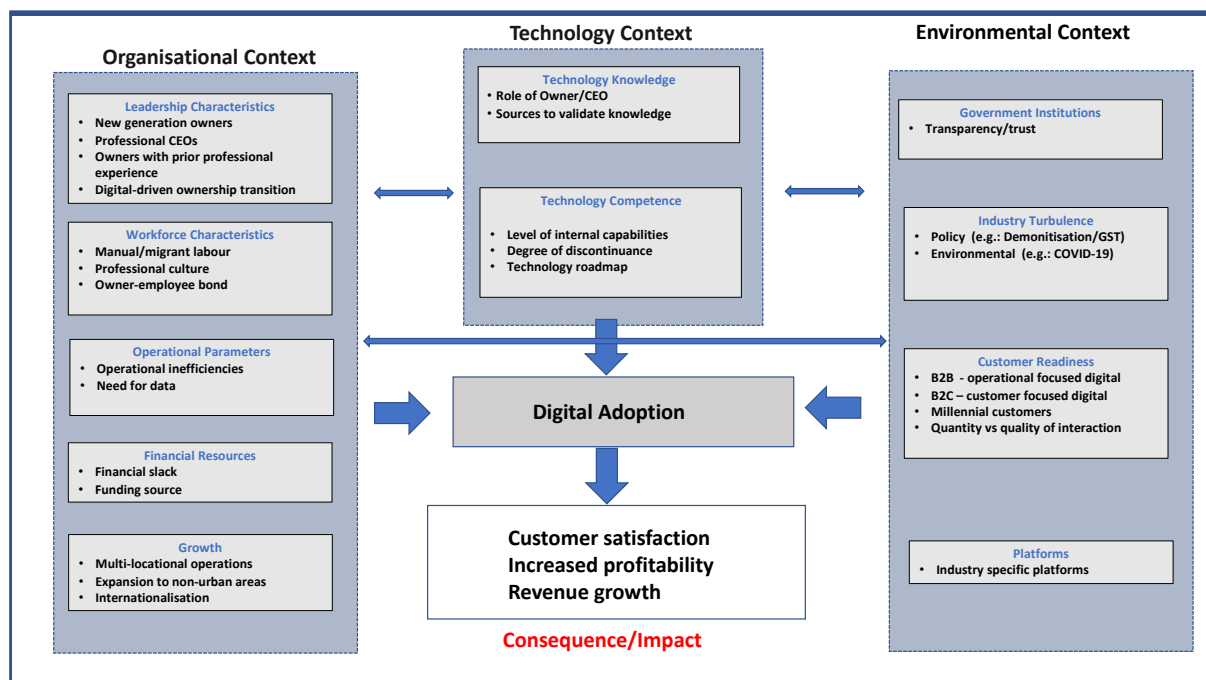 Organisational Context
Leadership Characteristics
• New generation owners
• Professional CEOs
• Owners with prior professional
experience
• Digital-driven ownership transition
Workforce Characteristics
• Manual/migrant labour
• Professional culture
• Owner-employee bond
Operational Parameters
• Operational inefficiencies
• Need for data
Financial Resources
• Financial slack
• Funding source
Growth
• Multi-locational operations
• Expansion to non-urban areas
• Internationalisation
Technology Context
Technology Knowledge
• Role of Owner/CEO
• Sources to validate knowledge
Technology Competence
• Level of internal capabilities
• Degree of discontinuance
• Technology roadmap
Digital Adoption
Customer satisfaction
Increased profitability
Revenue growth
Consequence/Impact
Environmental Context
Government Institutions
• Transparency/trust
Industry Turbulence
• Policy (e.g.: Demonitisation/GST)
• Environmental (e.g.: COVID-19)
Customer Readiness
• B2B - operational focused digital
• B2C – customer focused digital
• Millennial customers
• Quantity vs quality of interaction
Platforms
• Industry specific platforms